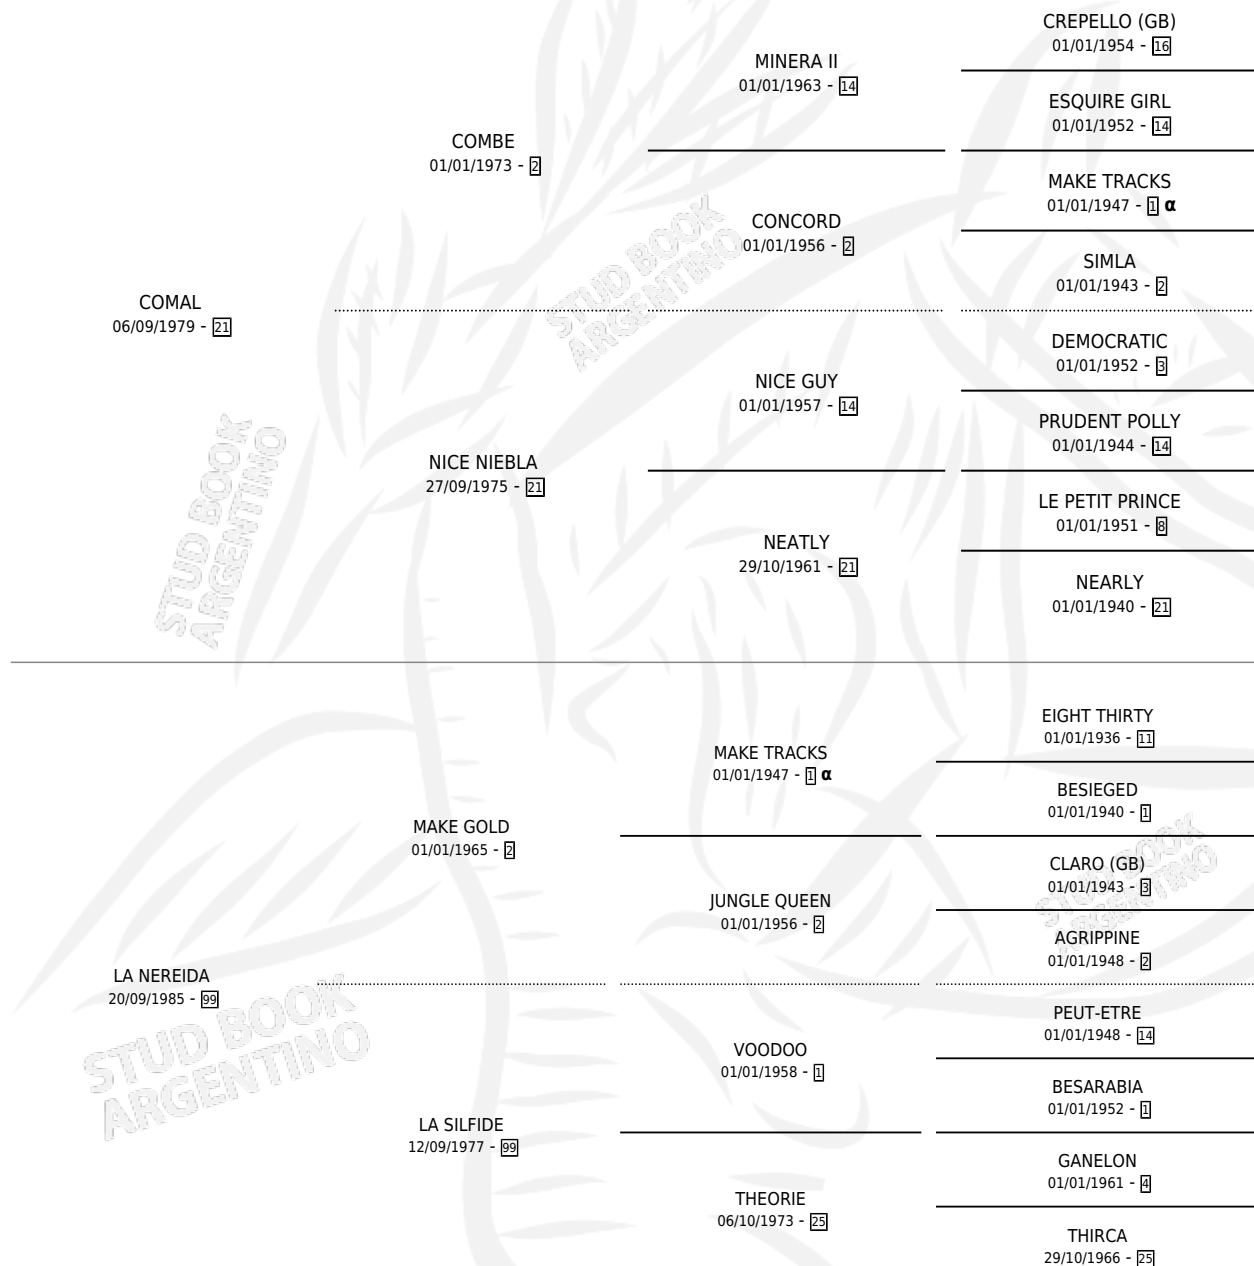 CREPELLO (GB)
01/01/1954 - 16
MINERA II
01/01/1963 - 14
ESQUIRE GIRL
01/01/1952 - 14
COMBE
01/01/1973 - 2
MAKE TRACKS
01/01/1947 - 1 α
CONCORD
01/01/1956 - 2
SIMLA
01/01/1943 - 2
COMAL
06/09/1979 - 21
DEMOCRATIC
01/01/1952 - 3
NICE GUY
01/01/1957 - 14
PRUDENT POLLY
01/01/1944 - 14
NICE NIEBLA
27/09/1975 - 21
LE PETIT PRINCE
01/01/1951 - 8
NEATLY
29/10/1961 - 21
NEARLY
01/01/1940 - 21
EIGHT THIRTY
01/01/1936 - 11
MAKE TRACKS
01/01/1947 - 1 α
BESIEGED
01/01/1940 - 1
MAKE GOLD
01/01/1965 - 2
CLARO (GB)
01/01/1943 - 3
JUNGLE QUEEN
01/01/1956 - 2
AGRIPPINE
01/01/1948 - 2
LA NEREIDA
20/09/1985 - 99
PEUT-ETRE
01/01/1948 - 14
VOODOO
01/01/1958 - 1
BESARABIA
01/01/1952 - 1
LA SILFIDE
12/09/1977 - 99
GANELON
01/01/1961 - 4
THEORIE
06/10/1973 - 25
THIRCA
29/10/1966 - 25
STUD BOOK
ARGENTINO
STUD BOOK
ARGENTINO
STUD BOOK
ARGENTINO
STUD BOOK
ARGENTINO